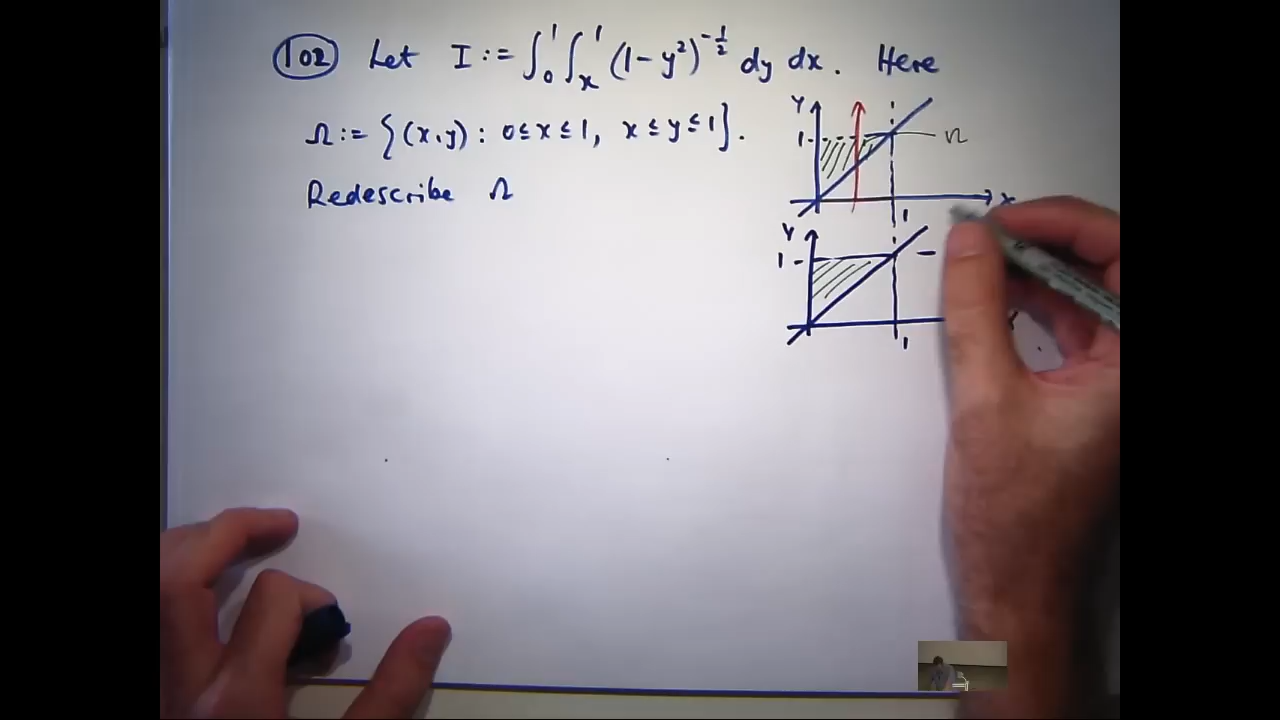 102 Let I := ∫₀¹ ∫ₓ¹ (1 - y²)^{-1/2} dy dx. Here
Ω := {(x,y) : 0 ≤ x ≤ 1, x ≤ y ≤ 1}.
Redescribe Ω
Y
1
Ω
1
x
Y
1
1